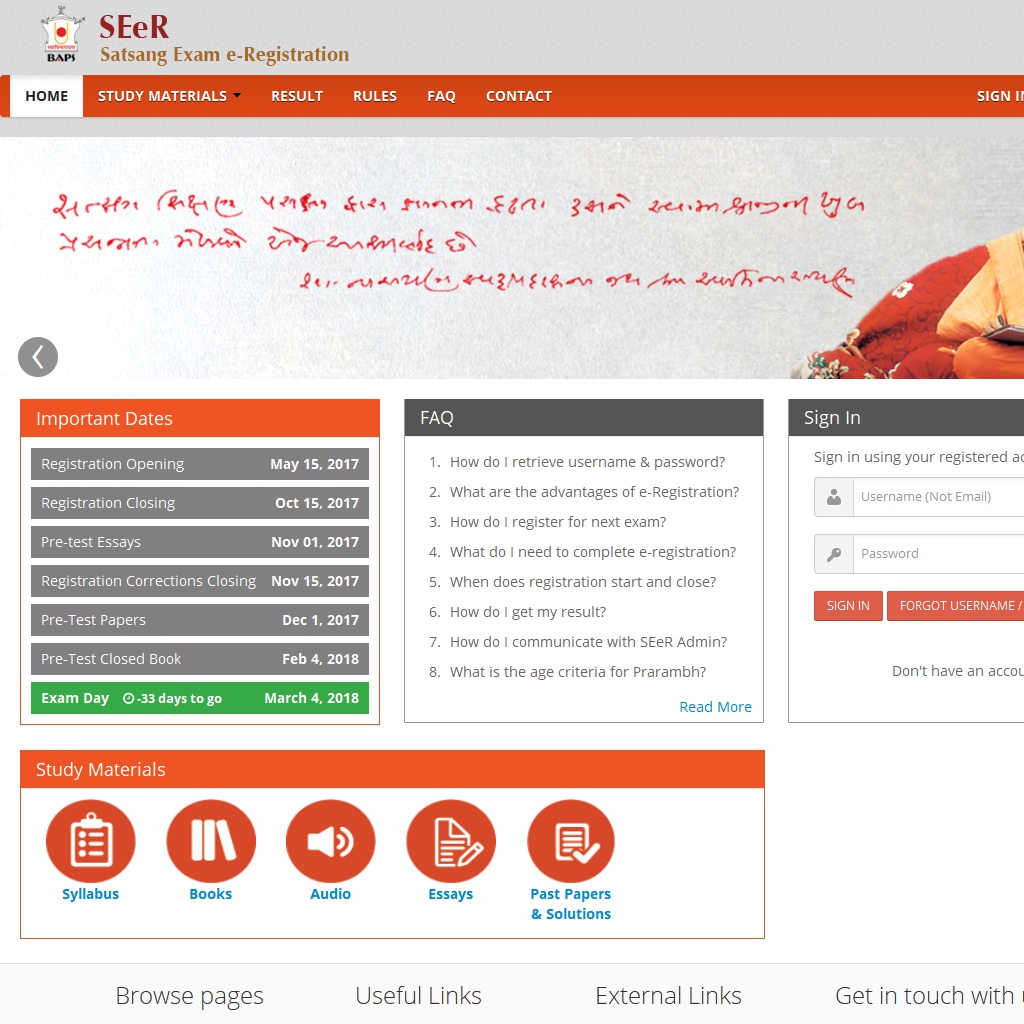 SEeR
Satsang Exam e-Registration
BAPS
HOME STUDY MATERIALS RESULT RULES FAQ CONTACT SIGN IN
Important Dates
Registration Opening May 15, 2017
Registration Closing Oct 15, 2017
Pre-test Essays Nov 01, 2017
Registration Corrections Closing Nov 15, 2017
Pre-Test Papers Dec 1, 2017
Pre-Test Closed Book Feb 4, 2018
Exam Day -33 days to go March 4, 2018
FAQ
1. How do I retrieve username & password?
2. What are the advantages of e-Registration?
3. How do I register for next exam?
4. What do I need to complete e-registration?
5. When does registration start and close?
6. How do I get my result?
7. How do I communicate with SEeR Admin?
8. What is the age criteria for Prarambh?
Read More
Sign In
Sign in using your registered ac
Username (Not Email)
Password
SIGN IN FORGOT USERNAME /
Don't have an accou
Study Materials
Syllabus Books Audio Essays Past Papers
& Solutions
Browse pages Useful Links External Links Get in touch with